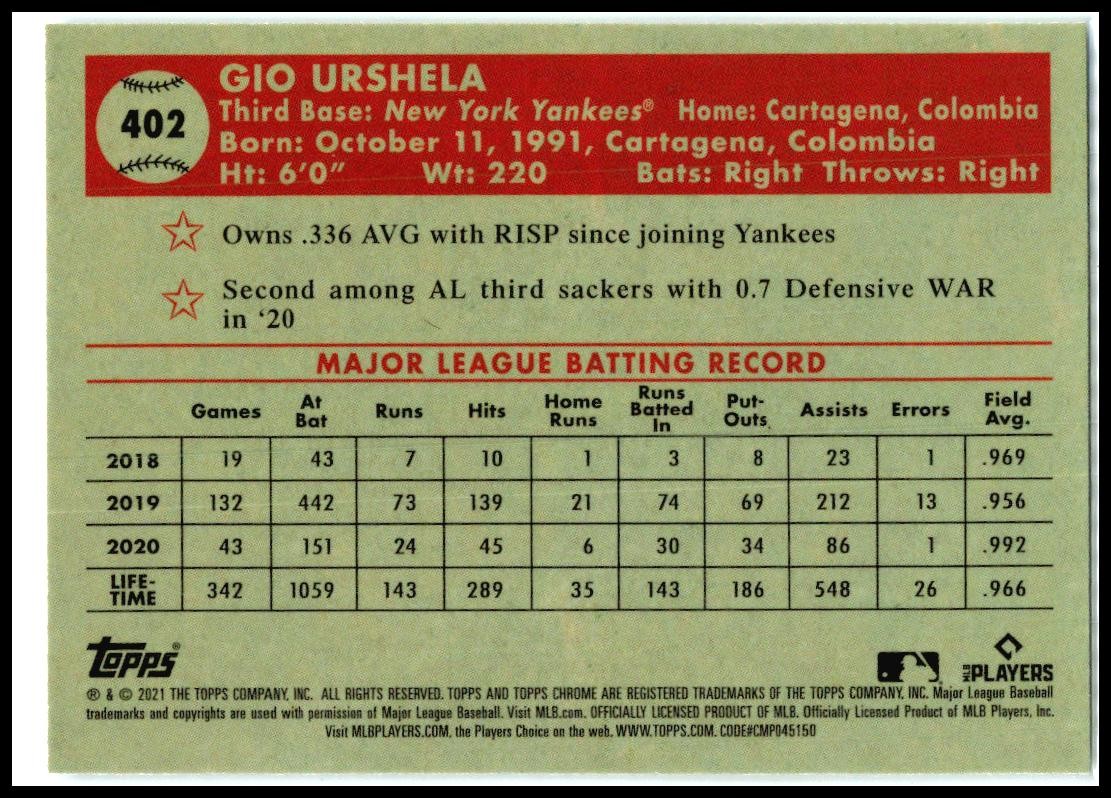 402
GIO URSHELA
Third Base: New York Yankees® Home: Cartagena, Colombia
Born: October 11, 1991, Cartagena, Colombia
Ht: 6’0” Wt: 220 Bats: Right Throws: Right
Owns .336 AVG with RISP since joining Yankees
Second among AL third sackers with 0.7 Defensive WAR
in ‘20
MAJOR LEAGUE BATTING RECORD
Games At Bat Runs Hits Home Runs Runs Batted In Put-Outs Assists Errors Field Avg.
2018 19 43 7 10 1 3 8 23 1 .969
2019 132 442 73 139 21 74 69 212 13 .956
2020 43 151 24 45 6 30 34 86 1 .992
LIFE-TIME 342 1059 143 289 35 143 186 548 26 .966
Topps® MLB PLAYERS
® & © 2021 THE TOPPS COMPANY, INC. ALL RIGHTS RESERVED. TOPPS AND TOPPS CHROME ARE REGISTERED TRADEMARKS OF THE TOPPS COMPANY, INC. Major League Baseball
trademarks and copyrights are used with permission of Major League Baseball. Visit MLB.com. OFFICIALLY LICENSED PRODUCT OF MLB. Officially Licensed Product of MLB Players, Inc.
Visit MLBPLAYERS.COM, the Players Choice on the web. WWW.TOPPS.COM. CODE#CMP045150